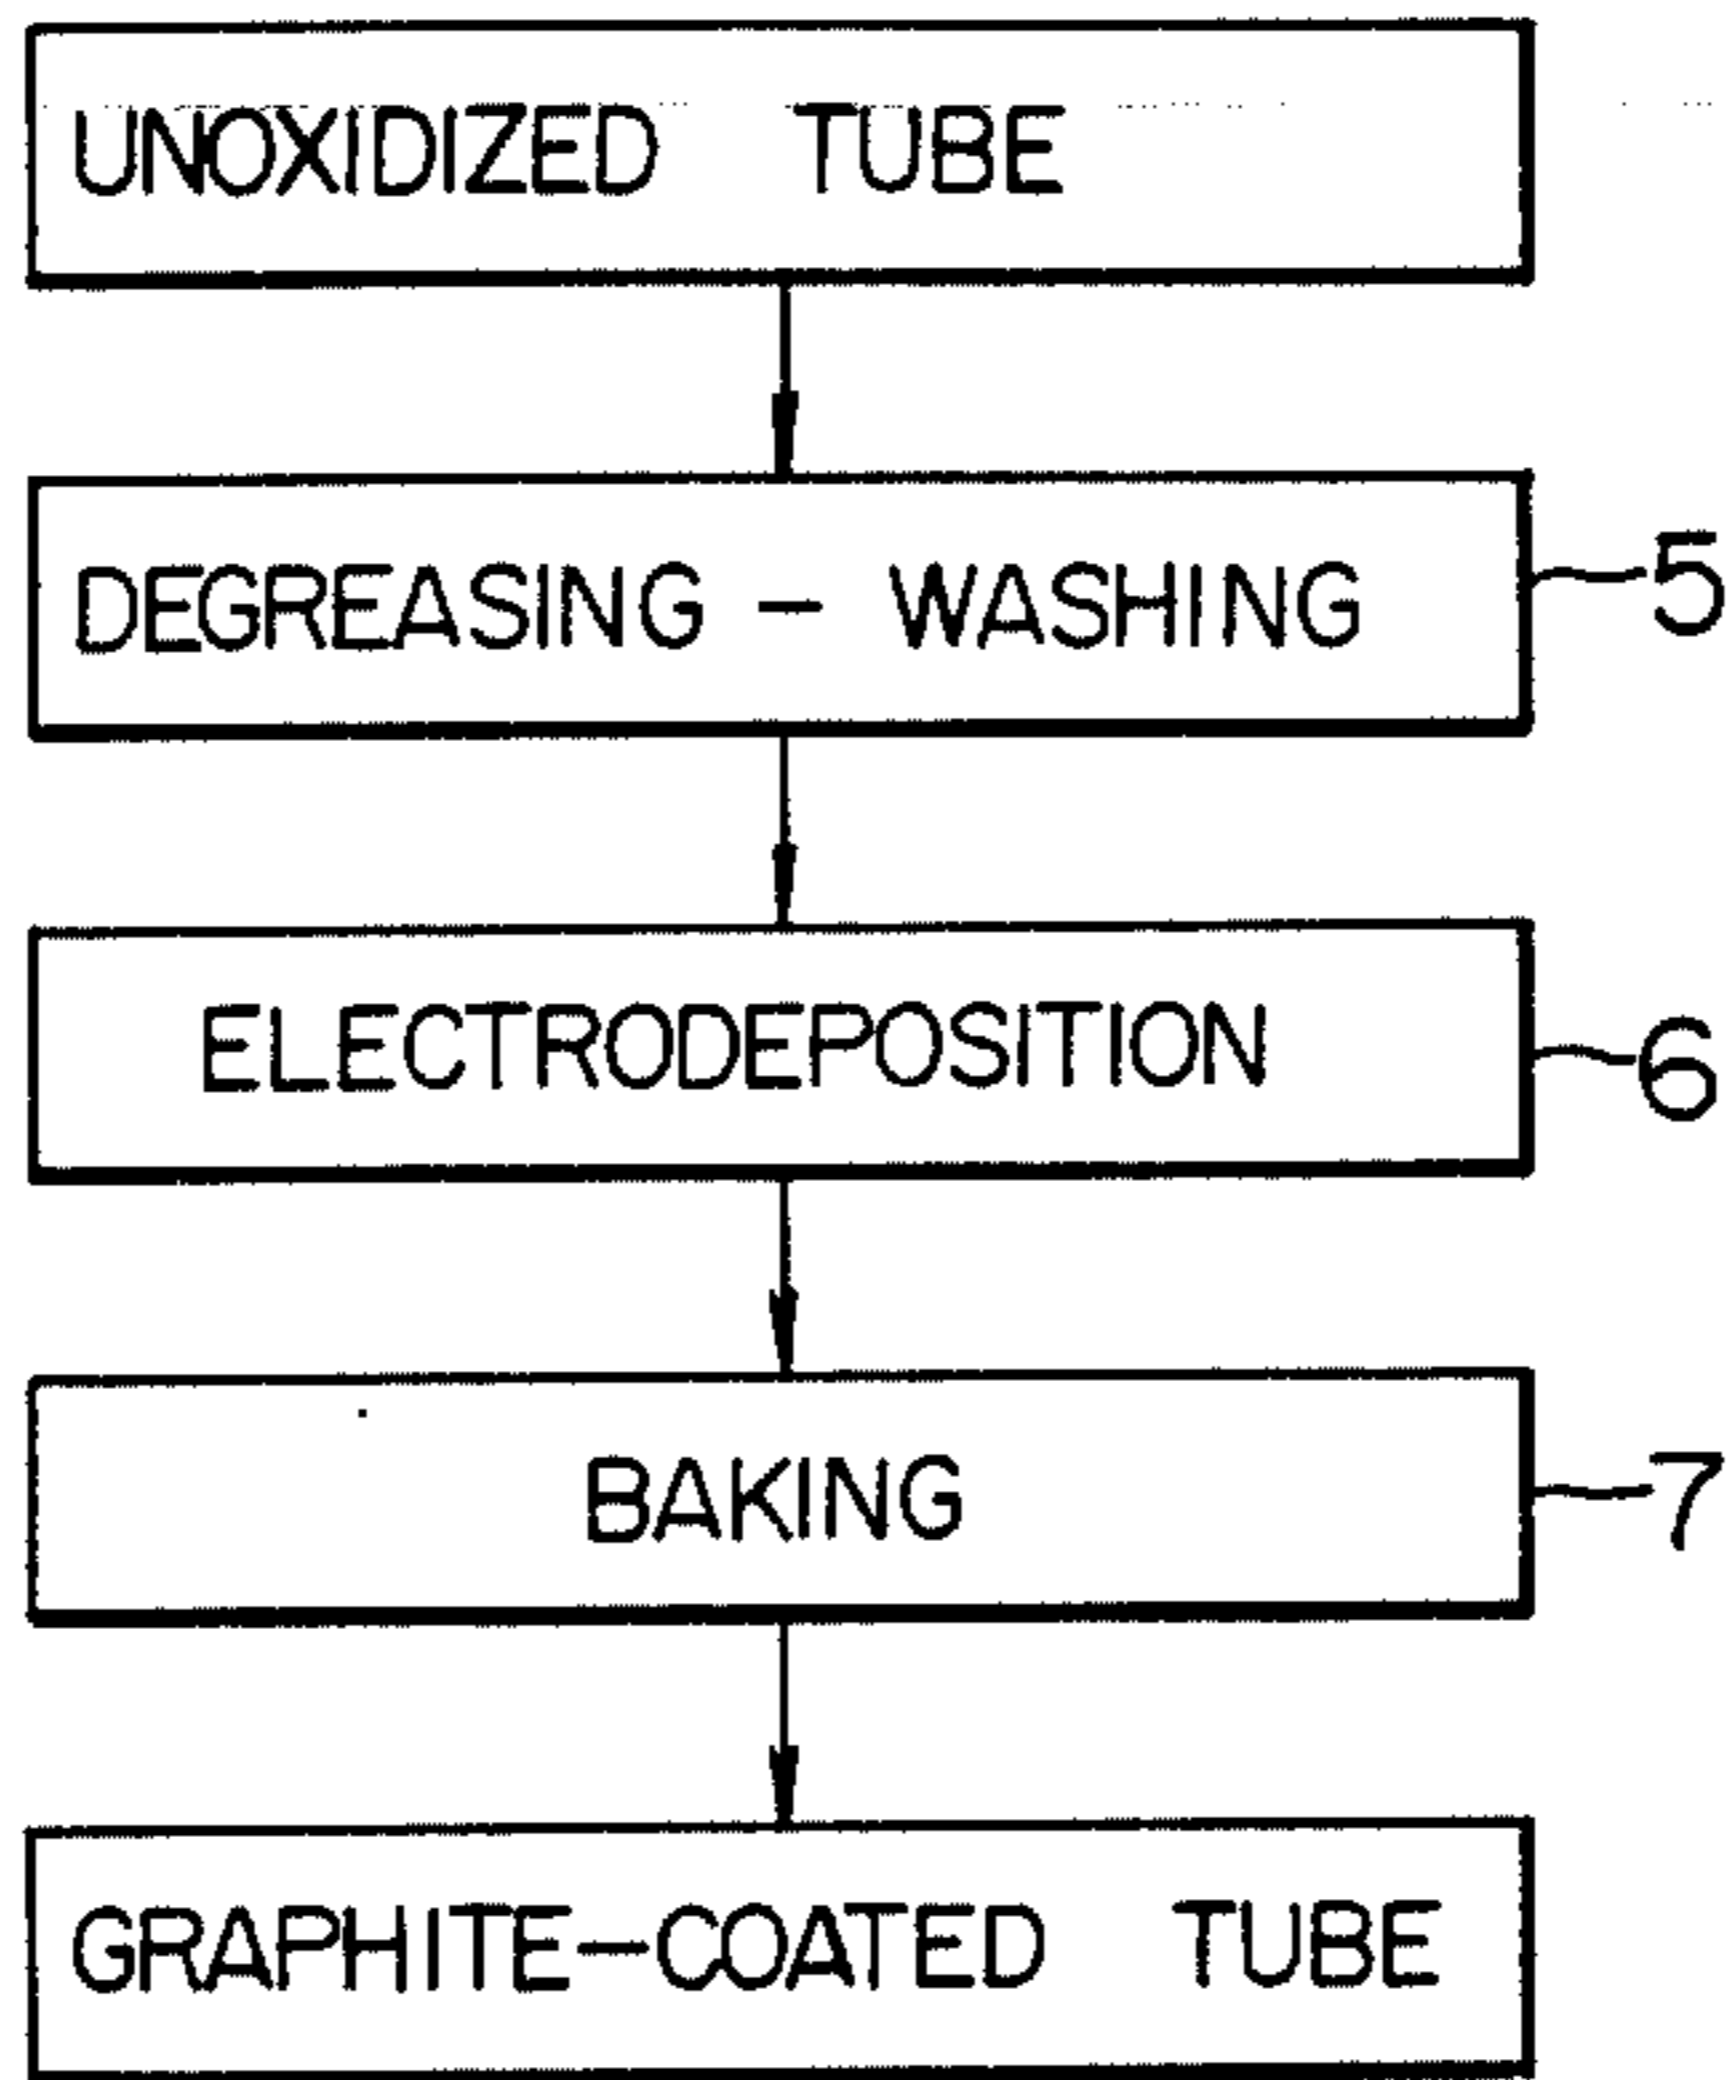 UNOXIDIZED TUBE
DEGREASING - WASHING
5
ELECTRODEPOSITION
6
BAKING
7
GRAPHITE-COATED TUBE